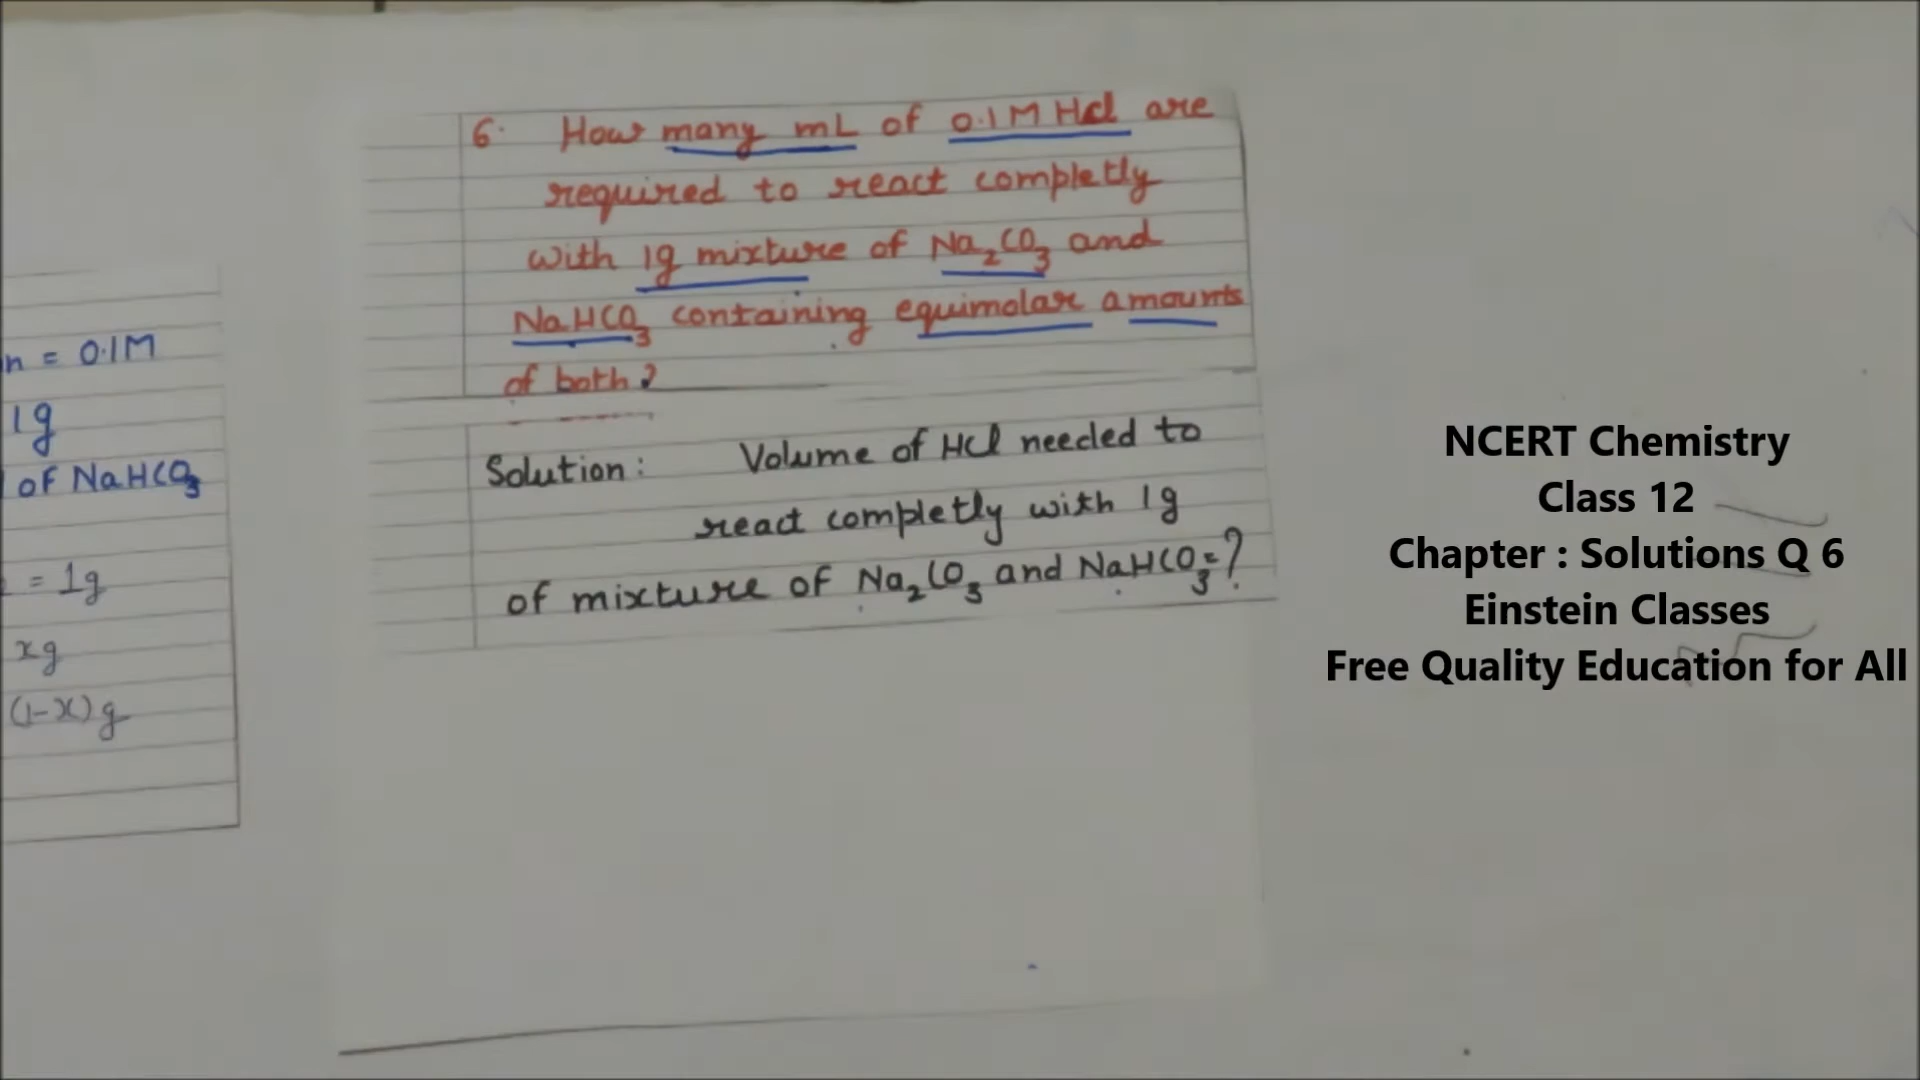 n = 0.1M
1g
of NaHCO3
= 1g
xg
(1-x)g
6. How many mL of 0.1M Hcl are
required to react completly
with 1g mixture of Na2CO3 and
NaHCO3 containing equimolar amounts
of both?
Solution: Volume of HCl needed to
react completly with 1g
of mixture of Na2CO3 and NaHCO3=?
NCERT Chemistry
Class 12
Chapter : Solutions Q 6
Einstein Classes
Free Quality Education for All